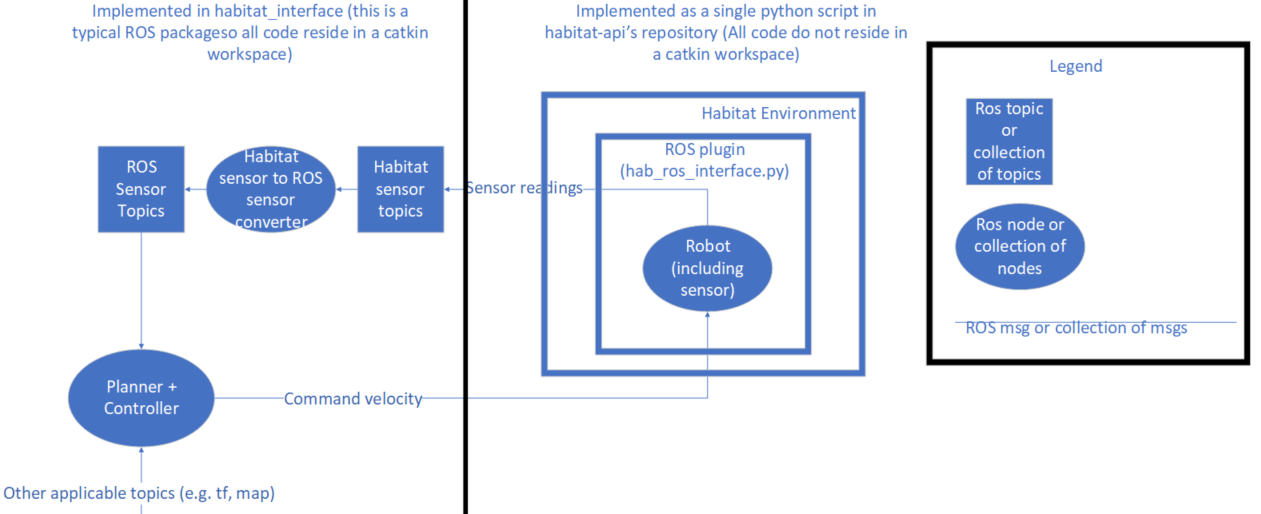 Implemented in habitat_interface (this is a
typical ROS packageso all code reside in a catkin
workspace)
Implemented as a single python script in
habitat-api's repository (All code do not reside in
a catkin workspace)
Legend
Ros topic
or
collection
of topics
Ros node or
collection of
nodes
ROS msg or collection of msgs
Habitat Environment
ROS plugin
(hab_ros_interface.py)
ROS
Sensor
Topics
Habitat
sensor to ROS
sensor
converter
Habitat
sensor
topics
Sensor readings
Robot
(including
sensor)
Planner +
Controller
Command velocity
Other applicable topics (e.g. tf, map)